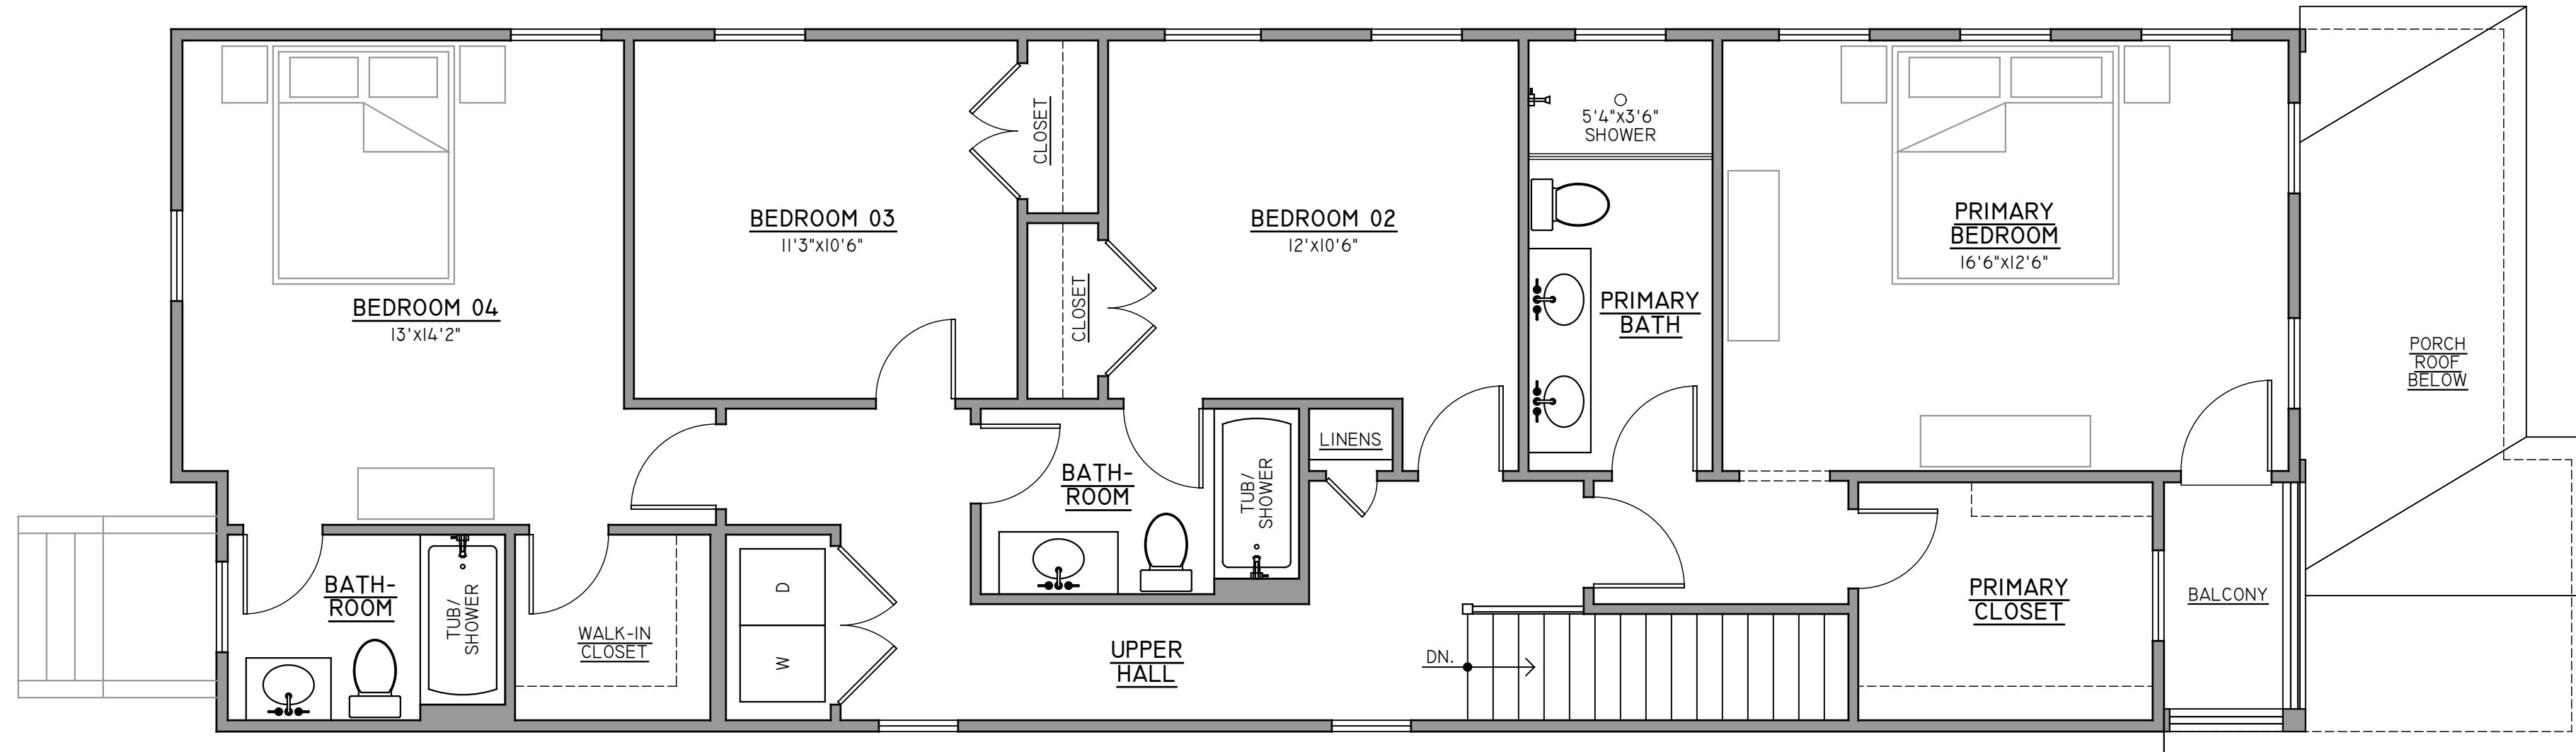 BEDROOM 04
13'x14'2"
BEDROOM 03
11'3"x10'6"
CLOSET
CLOSET
BEDROOM 02
12'x10'6"
5'4"x3'6"
SHOWER
PRIMARY
BATH
PRIMARY
BEDROOM
16'6"x12'6"
PORCH
ROOF
BELOW
BATH-
ROOM
TUB/
SHOWER
WALK-IN
CLOSET
D
W
BATH-
ROOM
TUB/
SHOWER
LINENS
UPPER
HALL
DN.
PRIMARY
CLOSET
BALCONY